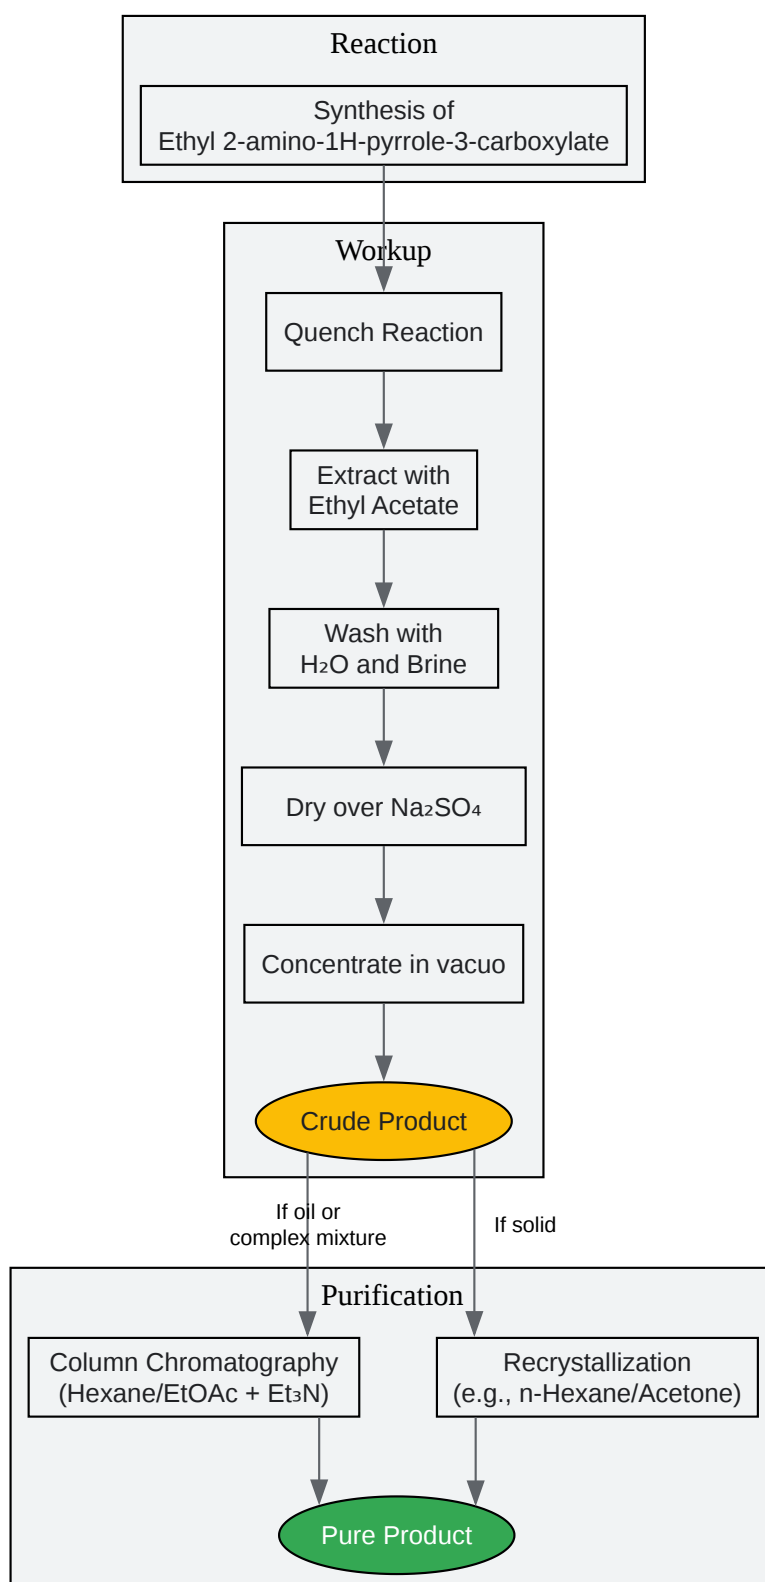 Reaction
Synthesis of
Ethyl 2-amino-1H-pyrrole-3-carboxylate
Workup
Quench Reaction
Extract with
Ethyl Acetate
Wash with
H₂O and Brine
Dry over Na₂SO₄
Concentrate in vacuo
Crude Product
If oil or
complex mixture
If solid
Purification
Column Chromatography
(Hexane/EtOAc + Et₃N)
Recrystallization
(e.g., n-Hexane/Acetone)
Pure Product